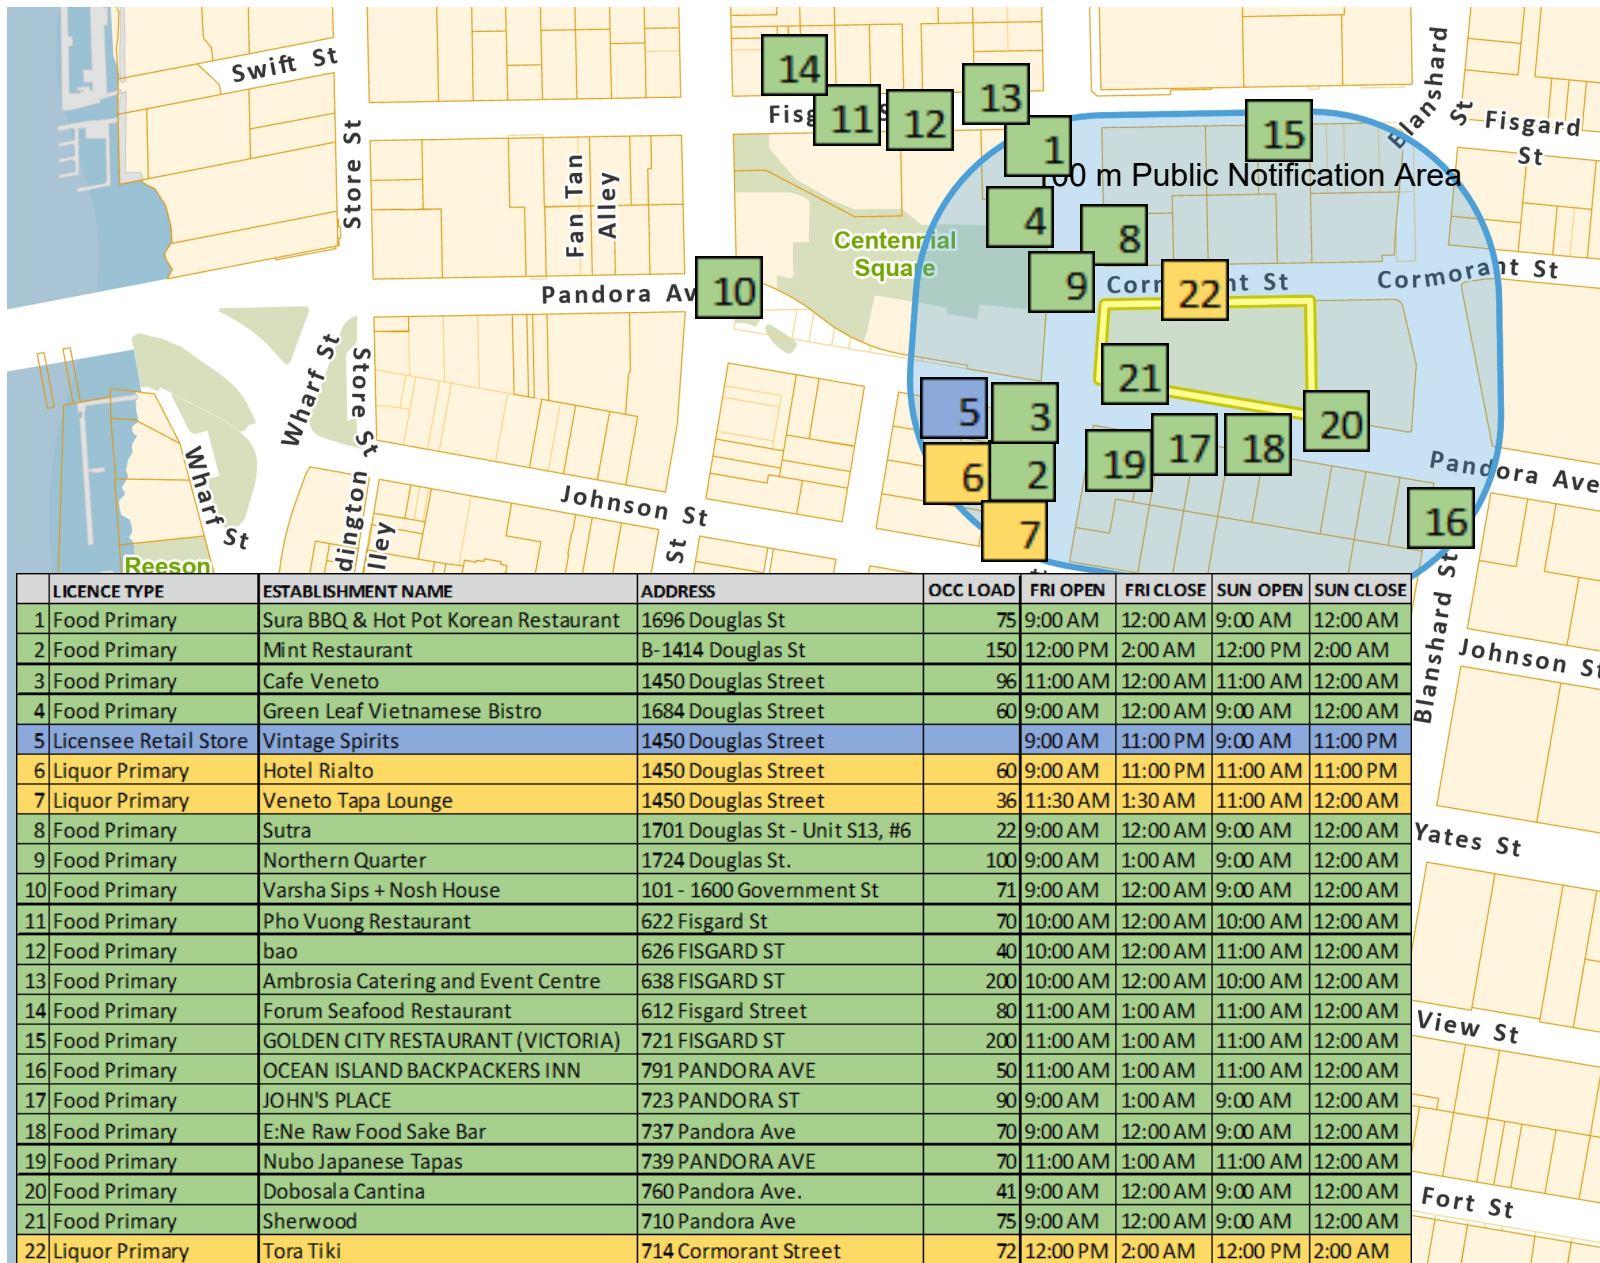 Swift St
Store St
Fan Tan
Alley
Fisg
S
14
11
12
13
1
15
Blanshard
St
Fisgard
St
00 m Public Notification Area
4
8
Centennial
Square
9
Corm
nt St
22
Cormorant St
Pandora Av
10
Wharf St
Store St
21
5
3
20
6
2
19
17
18
7
Pandora Ave
16
Wharf St
Johnson St
St
dington
lley
Reeson
Blanshard St
Johnson St
Yates St
View St
Fort St
LICENCE TYPE ESTABLISHMENT NAME ADDRESS OCC LOAD FRI OPEN FRI CLOSE SUN OPEN SUN CLOSE
1 Food Primary Sura BBQ & Hot Pot Korean Restaurant 1696 Douglas St 75 9:00 AM 12:00 AM 9:00 AM 12:00 AM
2 Food Primary Mint Restaurant B-1414 Douglas St 150 12:00 PM 2:00 AM 12:00 PM 2:00 AM
3 Food Primary Cafe Veneto 1450 Douglas Street 96 11:00 AM 12:00 AM 11:00 AM 12:00 AM
4 Food Primary Green Leaf Vietnamese Bistro 1684 Douglas Street 60 9:00 AM 12:00 AM 9:00 AM 12:00 AM
5 Licensee Retail Store Vintage Spirits 1450 Douglas Street 9:00 AM 11:00 PM 9:00 AM 11:00 PM
6 Liquor Primary Hotel Rialto 1450 Douglas Street 60 9:00 AM 11:00 PM 11:00 AM 11:00 PM
7 Liquor Primary Veneto Tapa Lounge 1450 Douglas Street 36 11:30 AM 1:30 AM 11:00 AM 12:00 AM
8 Food Primary Sutra 1701 Douglas St - Unit S13, #6 22 9:00 AM 12:00 AM 9:00 AM 12:00 AM
9 Food Primary Northern Quarter 1724 Douglas St. 100 9:00 AM 1:00 AM 9:00 AM 12:00 AM
10 Food Primary Varsha Sips + Nosh House 101 - 1600 Government St 71 9:00 AM 12:00 AM 9:00 AM 12:00 AM
11 Food Primary Pho Vuong Restaurant 622 Fisgard St 70 10:00 AM 12:00 AM 10:00 AM 12:00 AM
12 Food Primary bao 626 FISGARD ST 40 10:00 AM 12:00 AM 11:00 AM 12:00 AM
13 Food Primary Ambrosia Catering and Event Centre 638 FISGARD ST 200 10:00 AM 12:00 AM 10:00 AM 12:00 AM
14 Food Primary Forum Seafood Restaurant 612 Fisgard Street 80 11:00 AM 1:00 AM 11:00 AM 12:00 AM
15 Food Primary GOLDEN CITY RESTAURANT (VICTORIA) 721 FISGARD ST 200 11:00 AM 1:00 AM 11:00 AM 12:00 AM
16 Food Primary OCEAN ISLAND BACKPACKERS INN 791 PANDORA AVE 50 11:00 AM 1:00 AM 11:00 AM 12:00 AM
17 Food Primary JOHN'S PLACE 723 PANDORA ST 90 9:00 AM 1:00 AM 9:00 AM 12:00 AM
18 Food Primary E:Ne Raw Food Sake Bar 737 Pandora Ave 70 9:00 AM 12:00 AM 9:00 AM 12:00 AM
19 Food Primary Nubo Japanese Tapas 739 PANDORA AVE 70 11:00 AM 1:00 AM 11:00 AM 12:00 AM
20 Food Primary Dobosala Cantina 760 Pandora Ave. 41 9:00 AM 12:00 AM 9:00 AM 12:00 AM
21 Food Primary Sherwood 710 Pandora Ave 75 9:00 AM 12:00 AM 9:00 AM 12:00 AM
22 Liquor Primary Tora Tiki 714 Cormorant Street 72 12:00 PM 2:00 AM 12:00 PM 2:00 AM